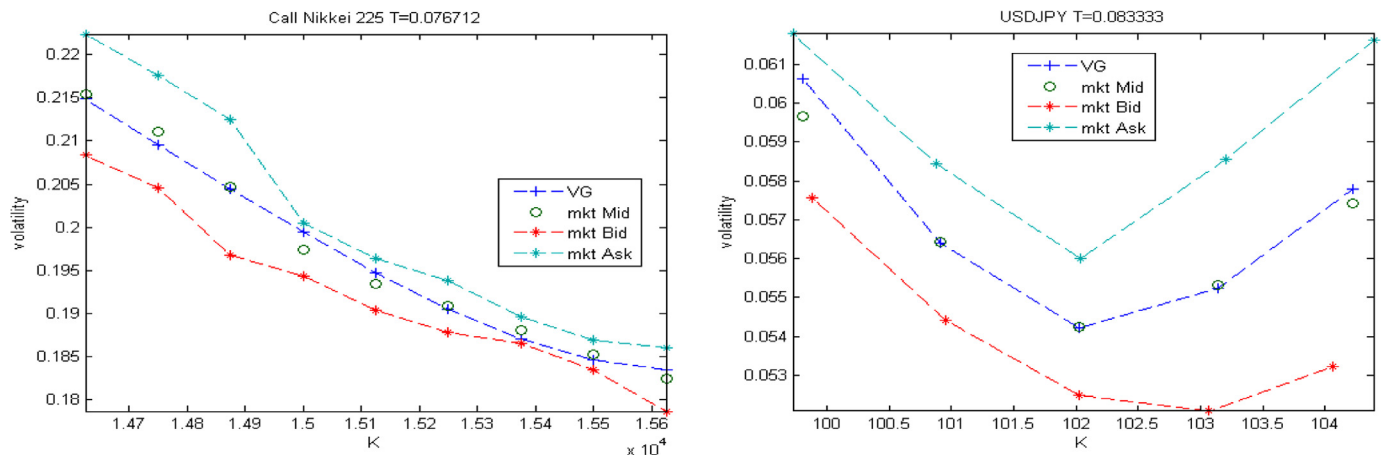 Call Nikkei 225 T=0.076712
0.22
0.215
0.21
0.205
0.2
0.195
0.19
0.185
0.18
volatility
VG
mkt Mid
mkt Bid
mkt Ask
1.47 1.48 1.49 1.5 1.51 1.52 1.53 1.54 1.55 1.56
K
x 10⁴
USDJPY T=0.083333
0.061
0.06
0.059
0.058
0.057
0.056
0.055
0.054
0.053
volatility
VG
mkt Mid
mkt Bid
mkt Ask
100 100.5 101 101.5 102 102.5 103 103.5 104
K